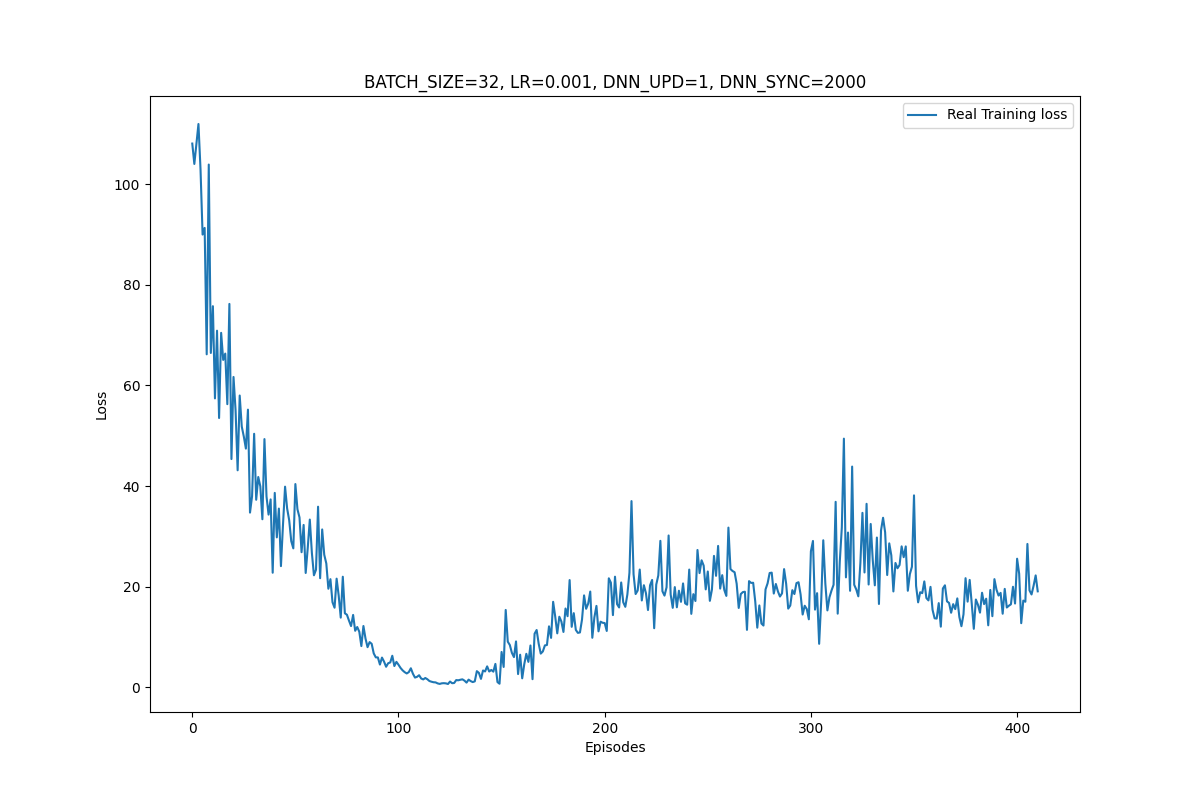 BATCH_SIZE=32, LR=0.001, DNN_UPD=1, DNN_SYNC=2000
Real Training loss
100
80
60
40
20
0
Loss
0 100 200 300 400
Episodes